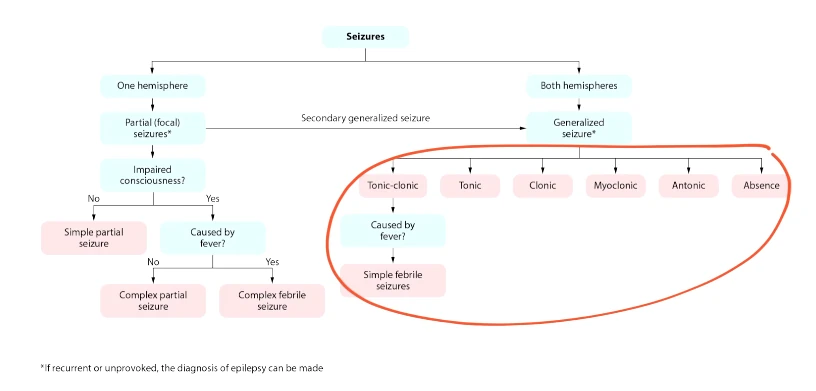 Seizures
One hemisphere
Both hemispheres
Partial (focal)
seizures*
Secondary generalized seizure
Generalized
seizure*
Impaired
consciousness?
Tonic-clonic
Tonic
Clonic
Myoclonic
Antonic
Absence
No
Yes
Simple partial
seizure
Caused by
fever?
Caused by
fever?
No
Yes
Simple febrile
seizures
Complex partial
seizure
Complex febrile
seizure
*If recurrent or unprovoked, the diagnosis of epilepsy can be made